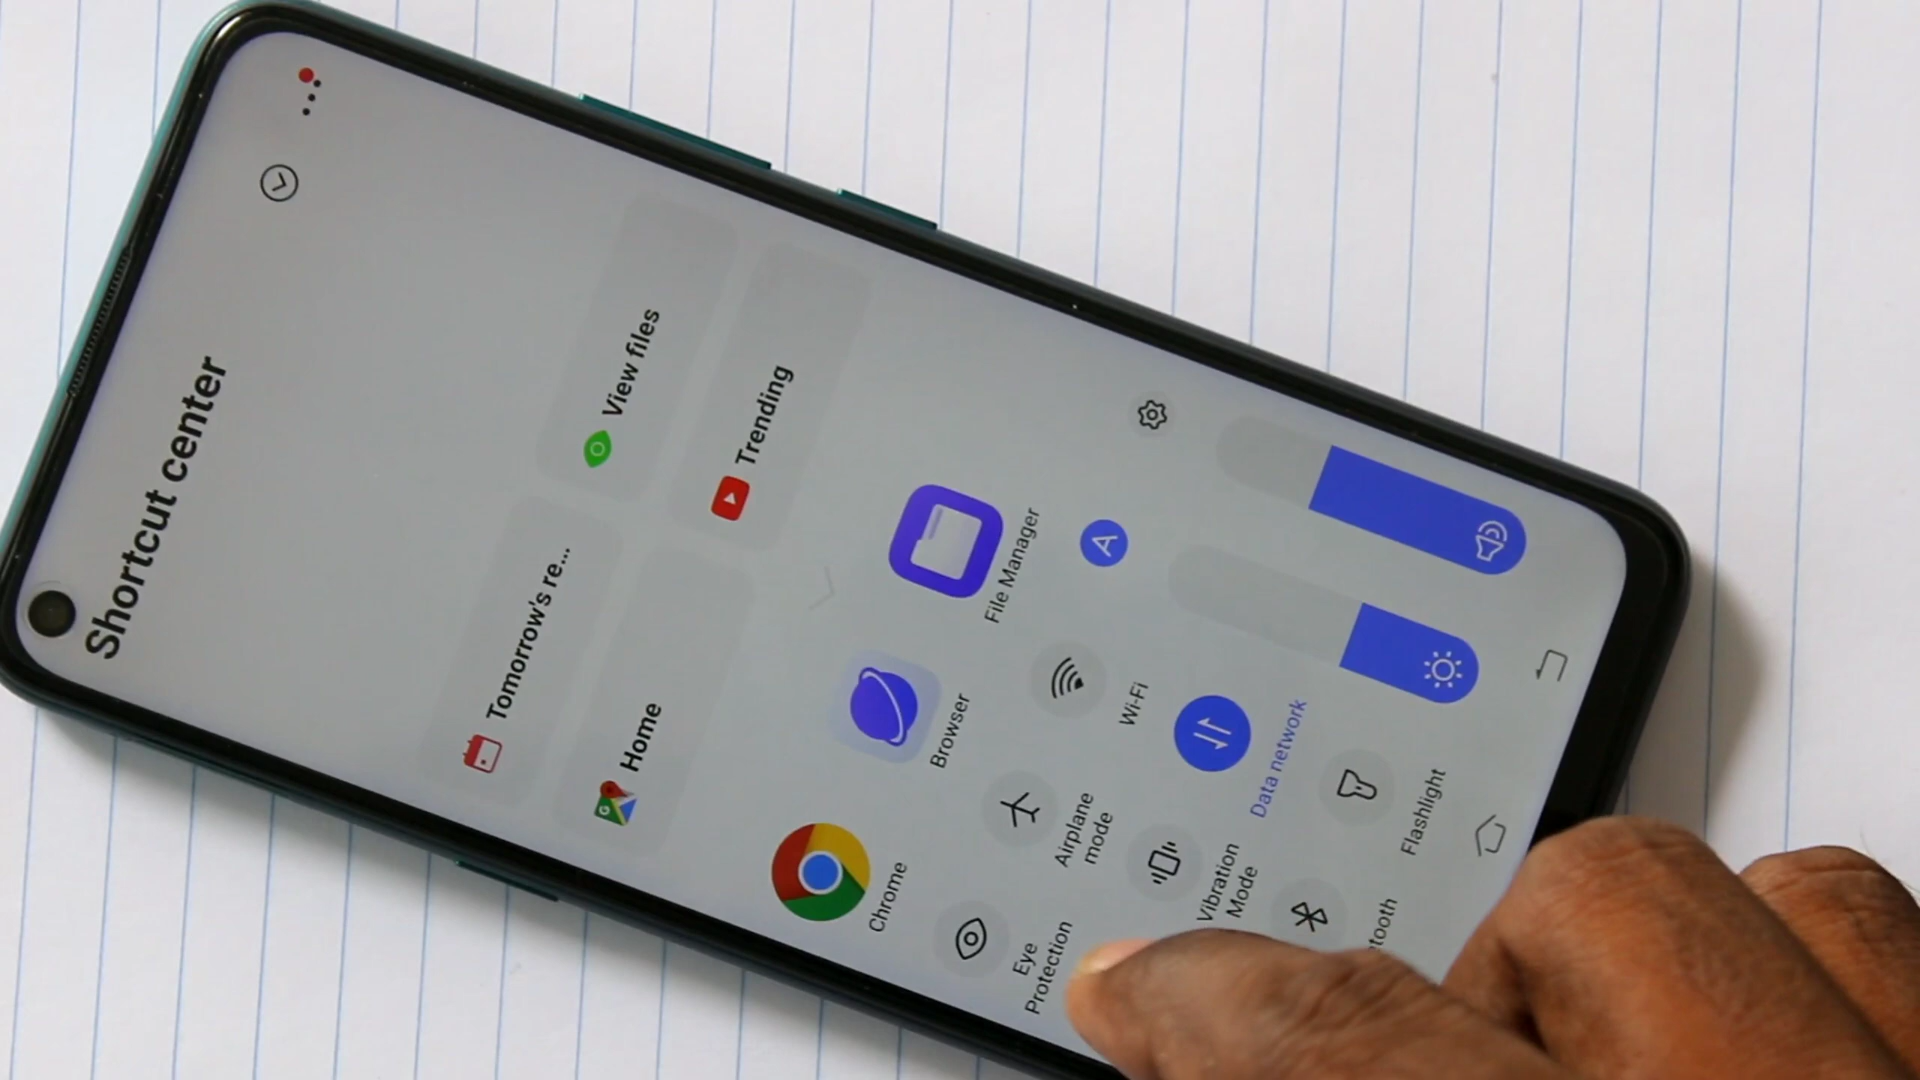 Shortcut center
Tomorrow's re...
View files
Home
Trending
Chrome
Browser
File Manager
A
Eye
Protection
Airplane
mode
Wi-Fi
Vibration
Mode
Data network
tooth
Flashlight